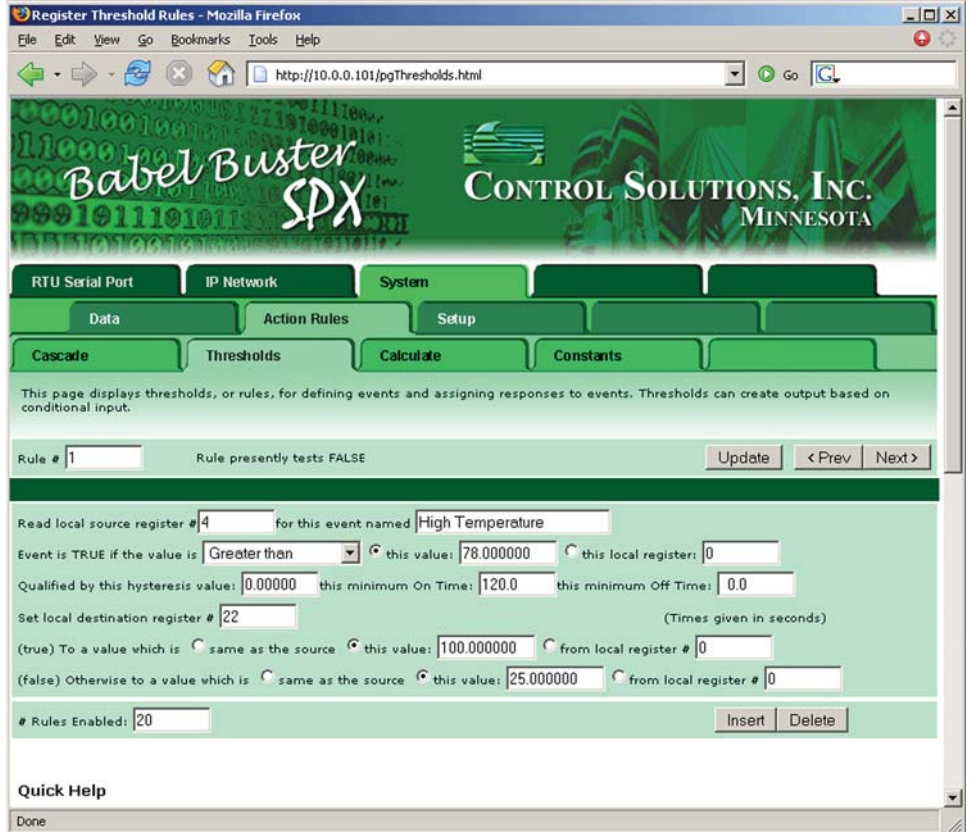 Register Threshold Rules - Mozilla Firefox
File Edit View Go Bookmarks Tools Help
http://10.0.0.101/pgThresholds.html Go G
Babel Buster
SPX
CONTROL SOLUTIONS, INC.
MINNESOTA
RTU Serial Port IP Network System
Data Action Rules Setup
Cascade Thresholds Calculate Constants
This page displays thresholds, or rules, for defining events and assigning responses to events. Thresholds can create output based on
conditional input.
Rule # 1 Rule presently tests FALSE Update < Prev Next >
Read local source register # 4 for this event named High Temperature
Event is TRUE if the value is Greater than this value: 78.000000 this local register: 0
Qualified by this hysteresis value: 0.00000 this minimum On Time: 120.0 this minimum Off Time: 0.0
Set local destination register # 22 (Times given in seconds)
(true) To a value which is same as the source this value: 100.000000 from local register # 0
(false) Otherwise to a value which is same as the source this value: 25.000000 from local register # 0
# Rules Enabled: 20 Insert Delete
Quick Help
Done